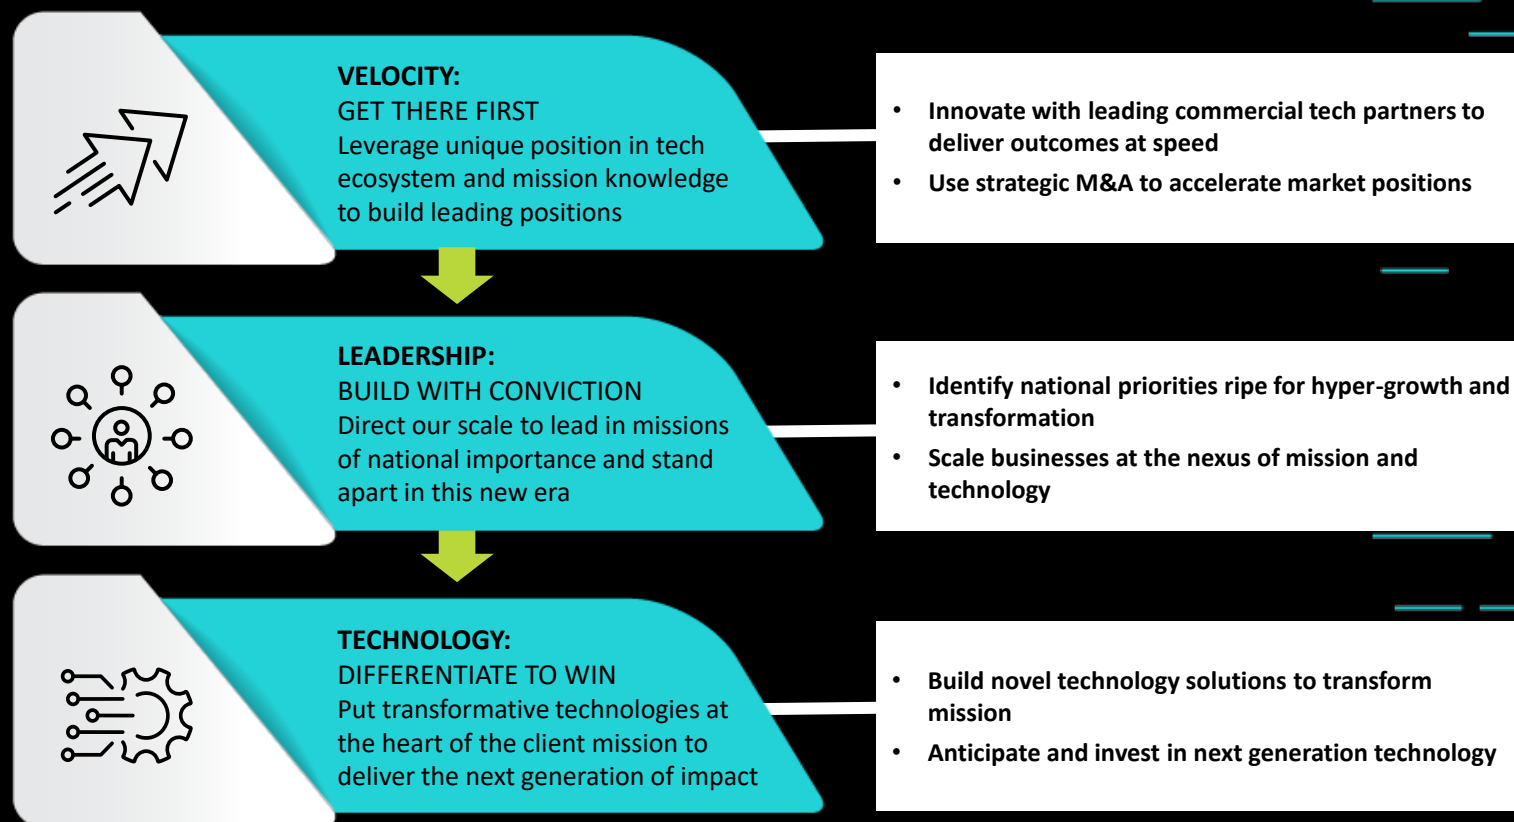 VELOCITY:
GET THERE FIRST
Leverage unique position in tech
ecosystem and mission knowledge
to build leading positions
• Innovate with leading commercial tech partners to
deliver outcomes at speed
• Use strategic M&A to accelerate market positions
LEADERSHIP:
BUILD WITH CONVICTION
Direct our scale to lead in missions
of national importance and stand
apart in this new era
• Identify national priorities ripe for hyper-growth and
transformation
• Scale businesses at the nexus of mission and
technology
TECHNOLOGY:
DIFFERENTIATE TO WIN
Put transformative technologies at
the heart of the client mission to
deliver the next generation of impact
• Build novel technology solutions to transform
mission
• Anticipate and invest in next generation technology